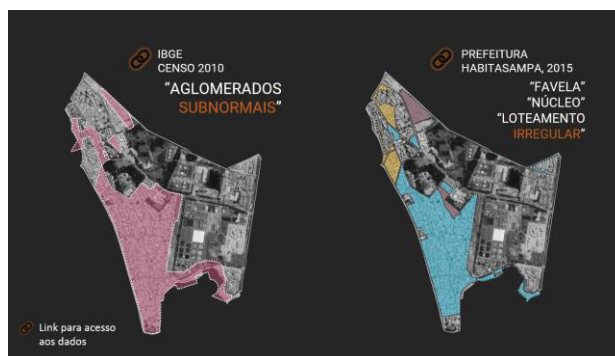 IBGE
CENSO 2010
“AGLOMERADOS
SUBNORMAIS”
PREFEITURA
HABITASAMPA, 2015
“FAVELA”
“NÚCLEO”
“LOTEAMENTO
IRREGULAR”
Link para acesso
aos dados